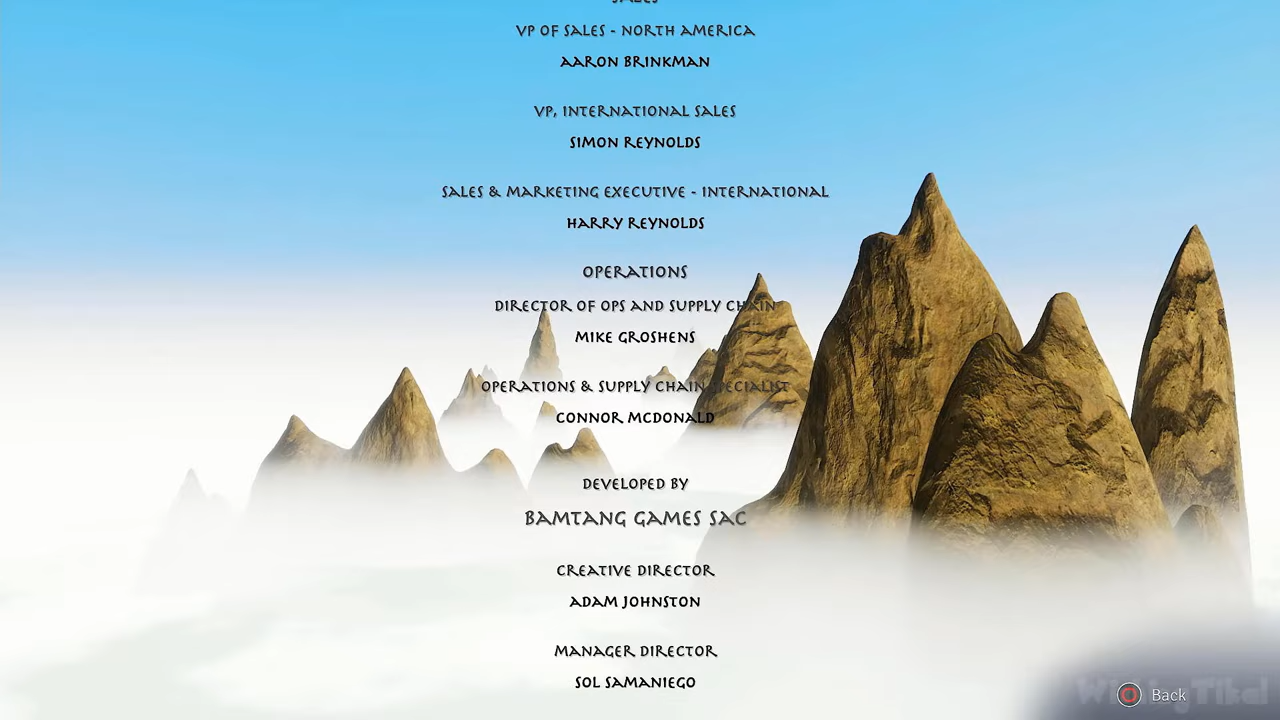 SALES
VP OF SALES - NORTH AMERICA
AARON BRINKMAN
VP, INTERNATIONAL SALES
SIMON REYNOLDS
SALES & MARKETING EXECUTIVE - INTERNATIONAL
HARRY REYNOLDS
OPERATIONS
DIRECTOR OF OPS AND SUPPLY CHAIN
MIKE GROSHENS
OPERATIONS & SUPPLY CHAIN SPECIALIST
CONNOR MCDONALD
DEVELOPED BY
BAMTANG GAMES SAC
CREATIVE DIRECTOR
ADAM JOHNSTON
MANAGER DIRECTOR
SOL SAMANIEGO
Back